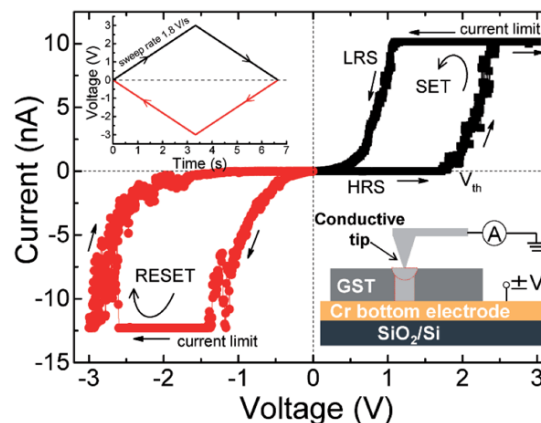 sweep rate 1.8 V/s
Voltage (V)
3
2
1
0
-1
-2
-3
0 1 2 3 4 5 6 7
Time (s)
current limit
LRS
SET
HRS
V_th
RESET
current limit
Conductive
tip
A
GST
±V
Cr bottom electrode
SiO₂/Si
Current (nA)
10
5
0
-5
-10
-15
-3 -2 -1 0 1 2 3
Voltage (V)